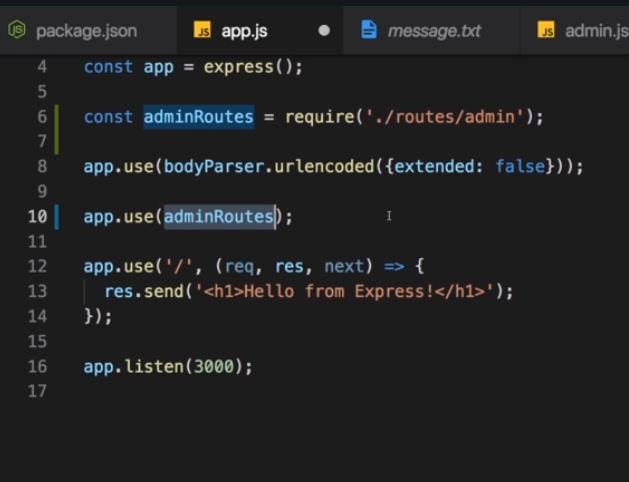 package.json JS app.js message.txt JS admin.js
4 const app = express();
5
6 const adminRoutes = require('./routes/admin');
7
8 app.use(bodyParser.urlencoded({extended: false}));
9
10 app.use(adminRoutes);
11
12 app.use('/', (req, res, next) => {
13 res.send('<h1>Hello from Express!</h1>');
14 });
15
16 app.listen(3000);
17